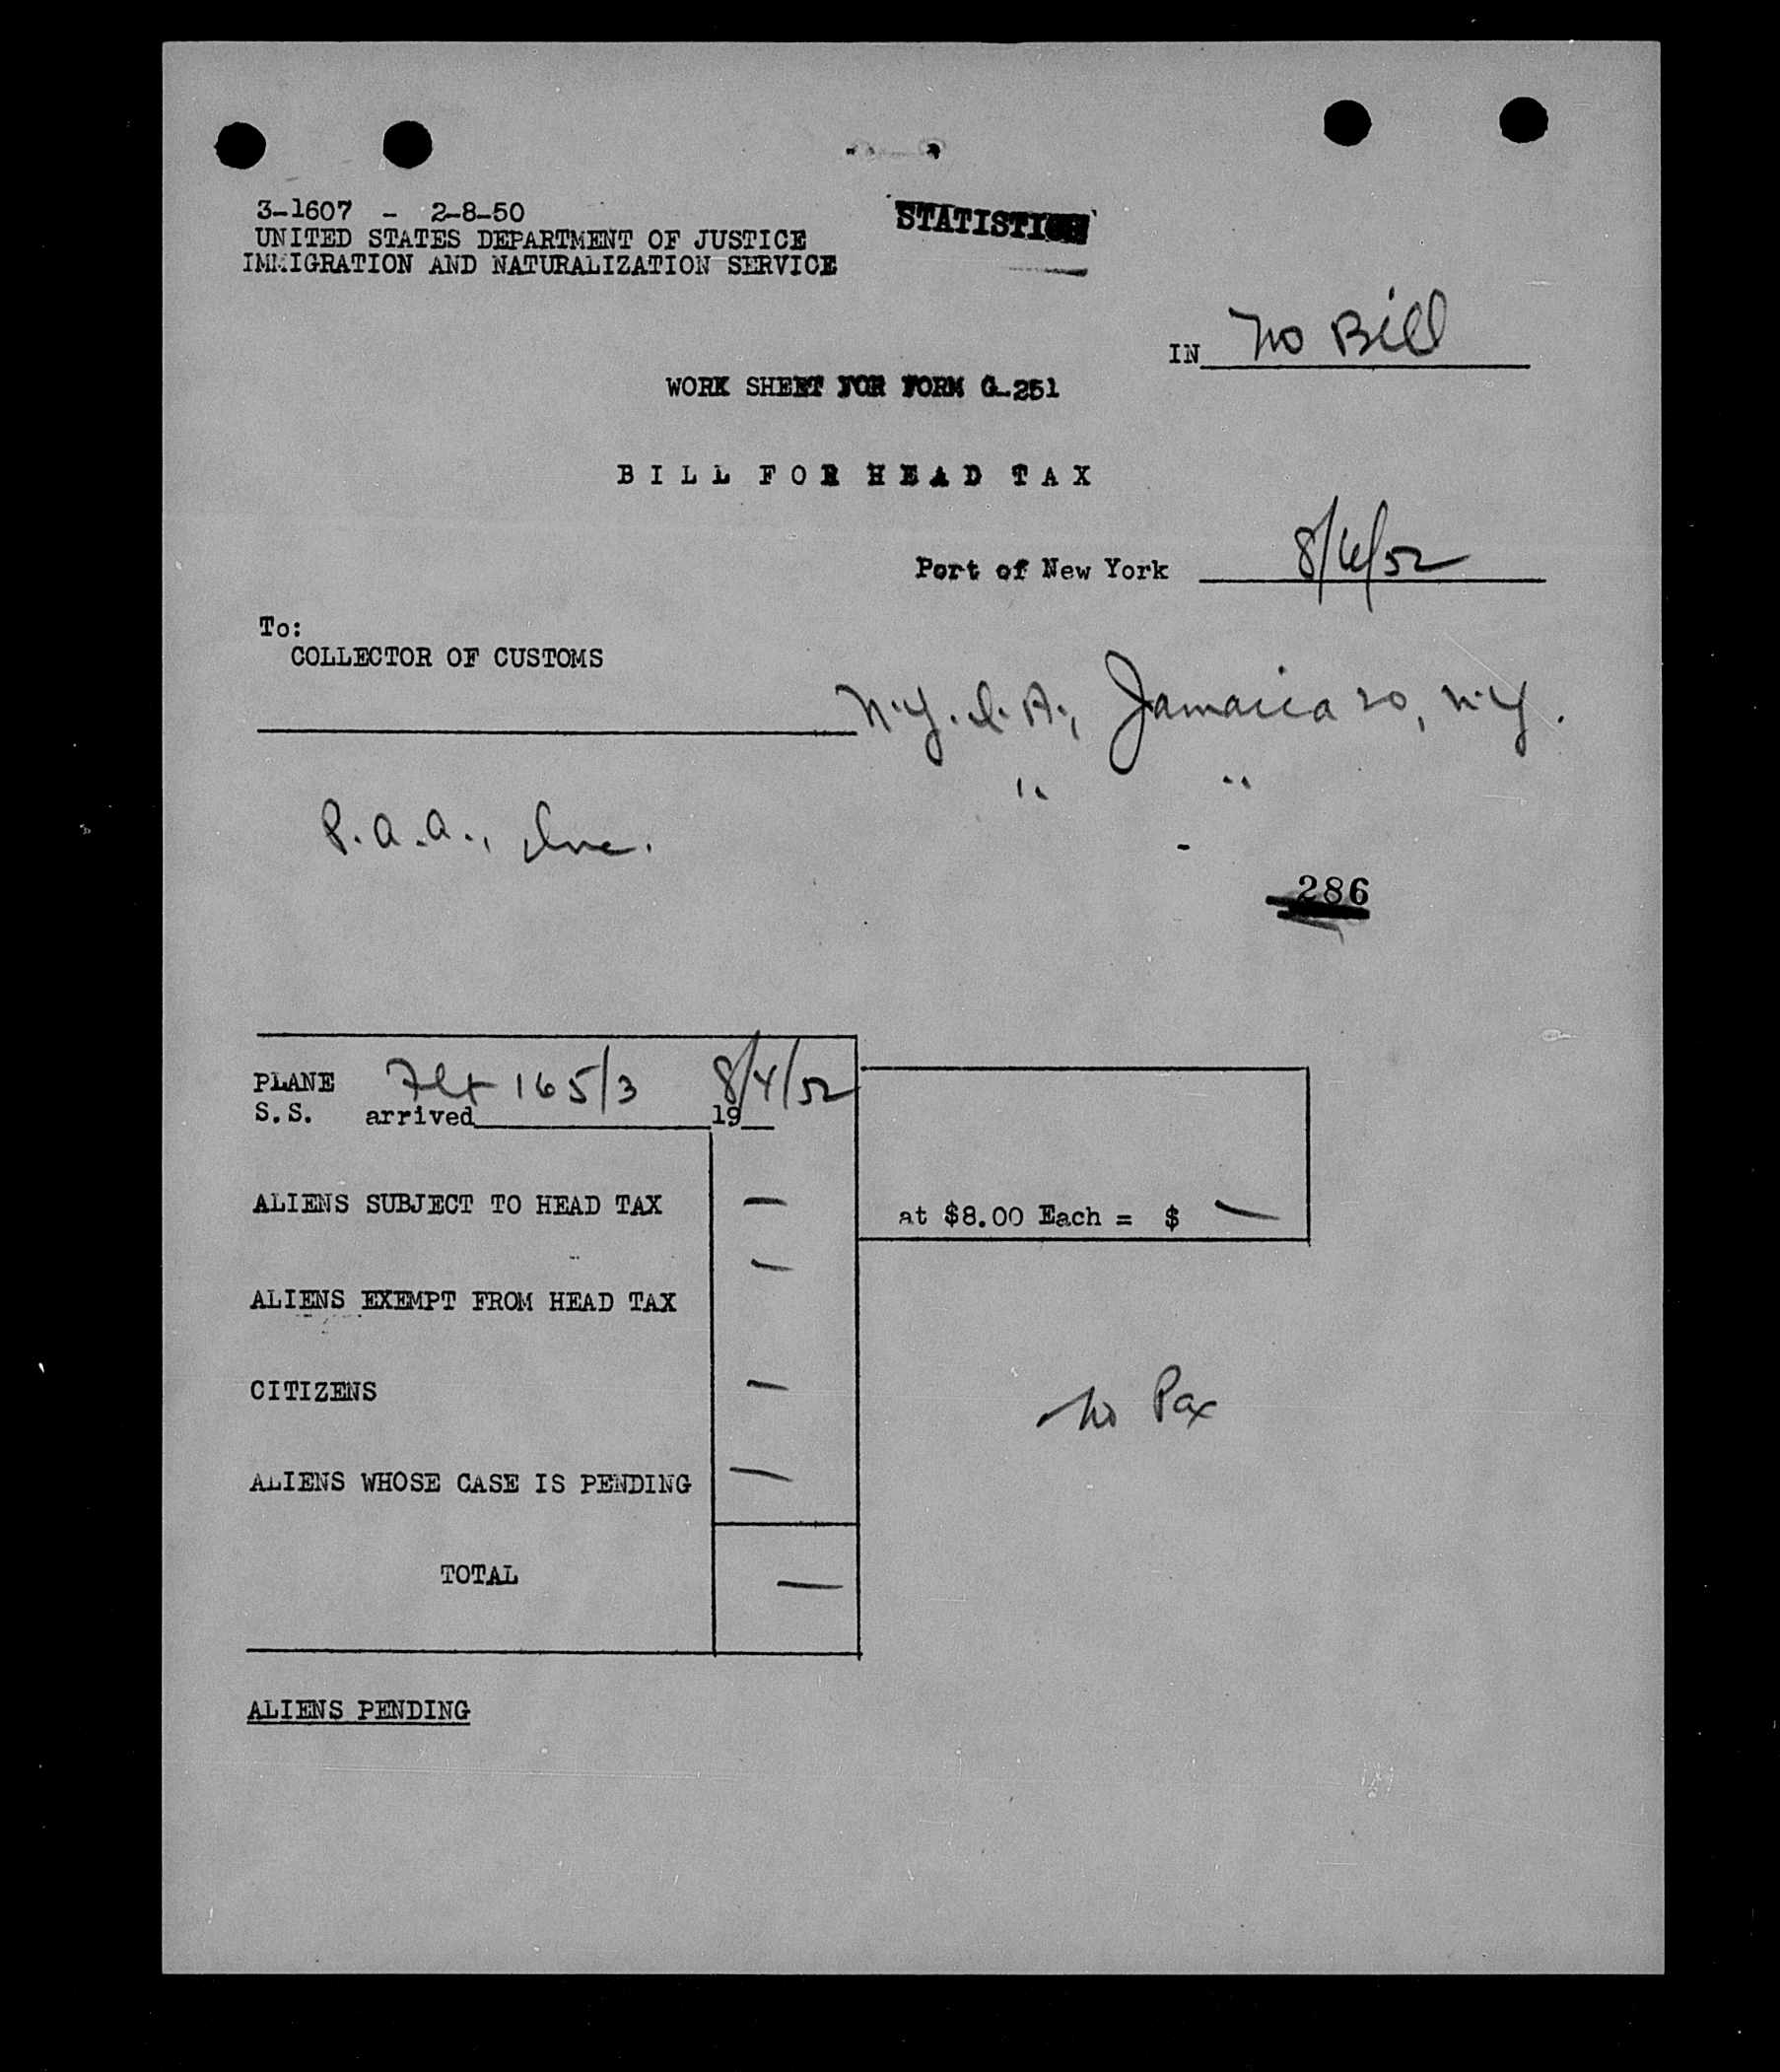 3-1607 - 2-8-50
UNITED STATES DEPARTMENT OF JUSTICE
IMMIGRATION AND NATURALIZATION SERVICE
IN No Bill
WORK SHEET FOR FORM G-251
BILL FOR HEAD TAX
Port of New York 8/6/52
To:
COLLECTOR OF CUSTOMS
N.Y.I.A., Jamaica 20, N.Y.
" "
P.A.A., Inc.
286
PLANE Flt 165/3 8/4/52
S.S. arrived 19
ALIENS SUBJECT TO HEAD TAX —
at $8.00 Each = $ —
ALIENS EXEMPT FROM HEAD TAX —
CITIZENS —
No Pax
ALIENS WHOSE CASE IS PENDING —
TOTAL —
ALIENS PENDING